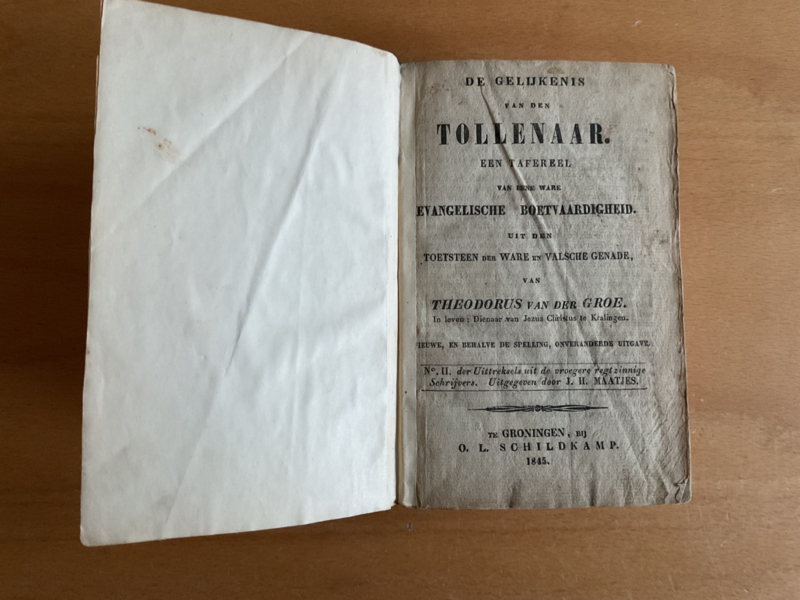 DE GELIJKENIS
VAN DEN
TOLLENAAR.
EEN TAFEREEL
VAN EENE WARE
EVANGELISCHE BOETVAARDIGHEID.
UIT DEN
TOETSTEEN DER WARE EN VALSCHE GENADE,
VAN
THEODORUS VAN DER GROE.
In leven: Dienaar van Jezus Christus te Kralingen.
NIEUWE, EN BEHALVE DE SPELLING, ONVERANDERDE UITGAVE.
No. II. der Uittreksels uit de vroegere regtzinnige
Schrijvers. Uitgegeven door J. H. MAATJES.
TE GRONINGEN, BIJ
O. L. SCHILDKAMP.
1845.